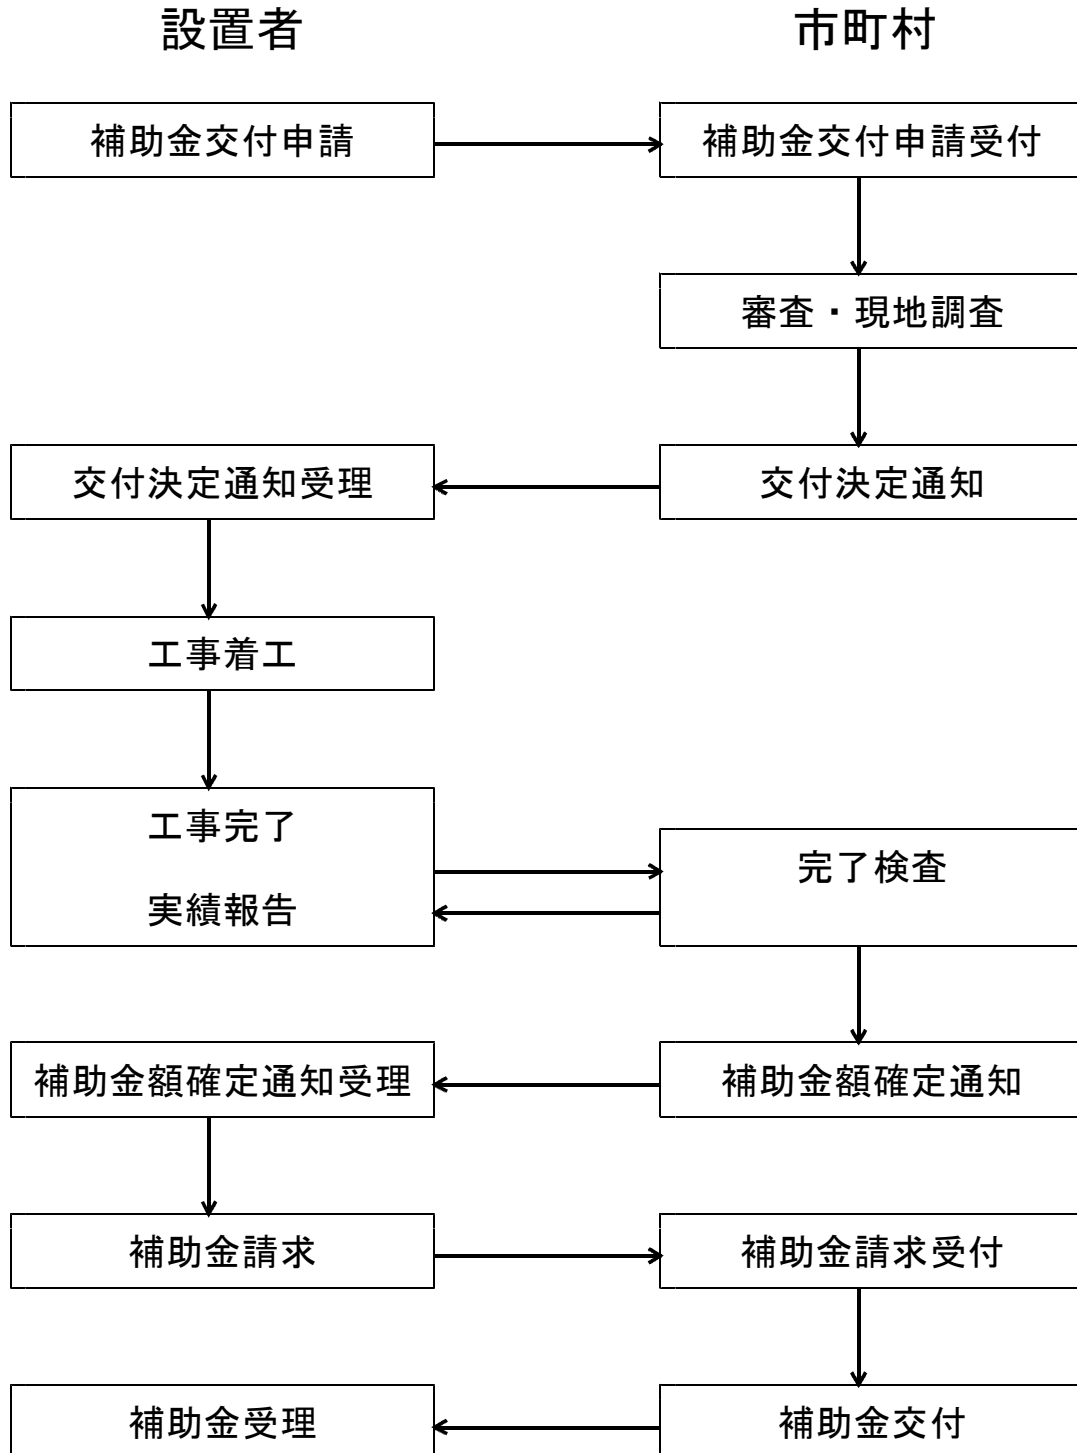 設置者
市町村
補助金交付申請
補助金交付申請受付
審査・現地調査
交付決定通知受理
交付決定通知
工事着工
工事完了
実績報告
完了検査
補助金額確定通知受理
補助金額確定通知
補助金請求
補助金請求受付
補助金受理
補助金交付